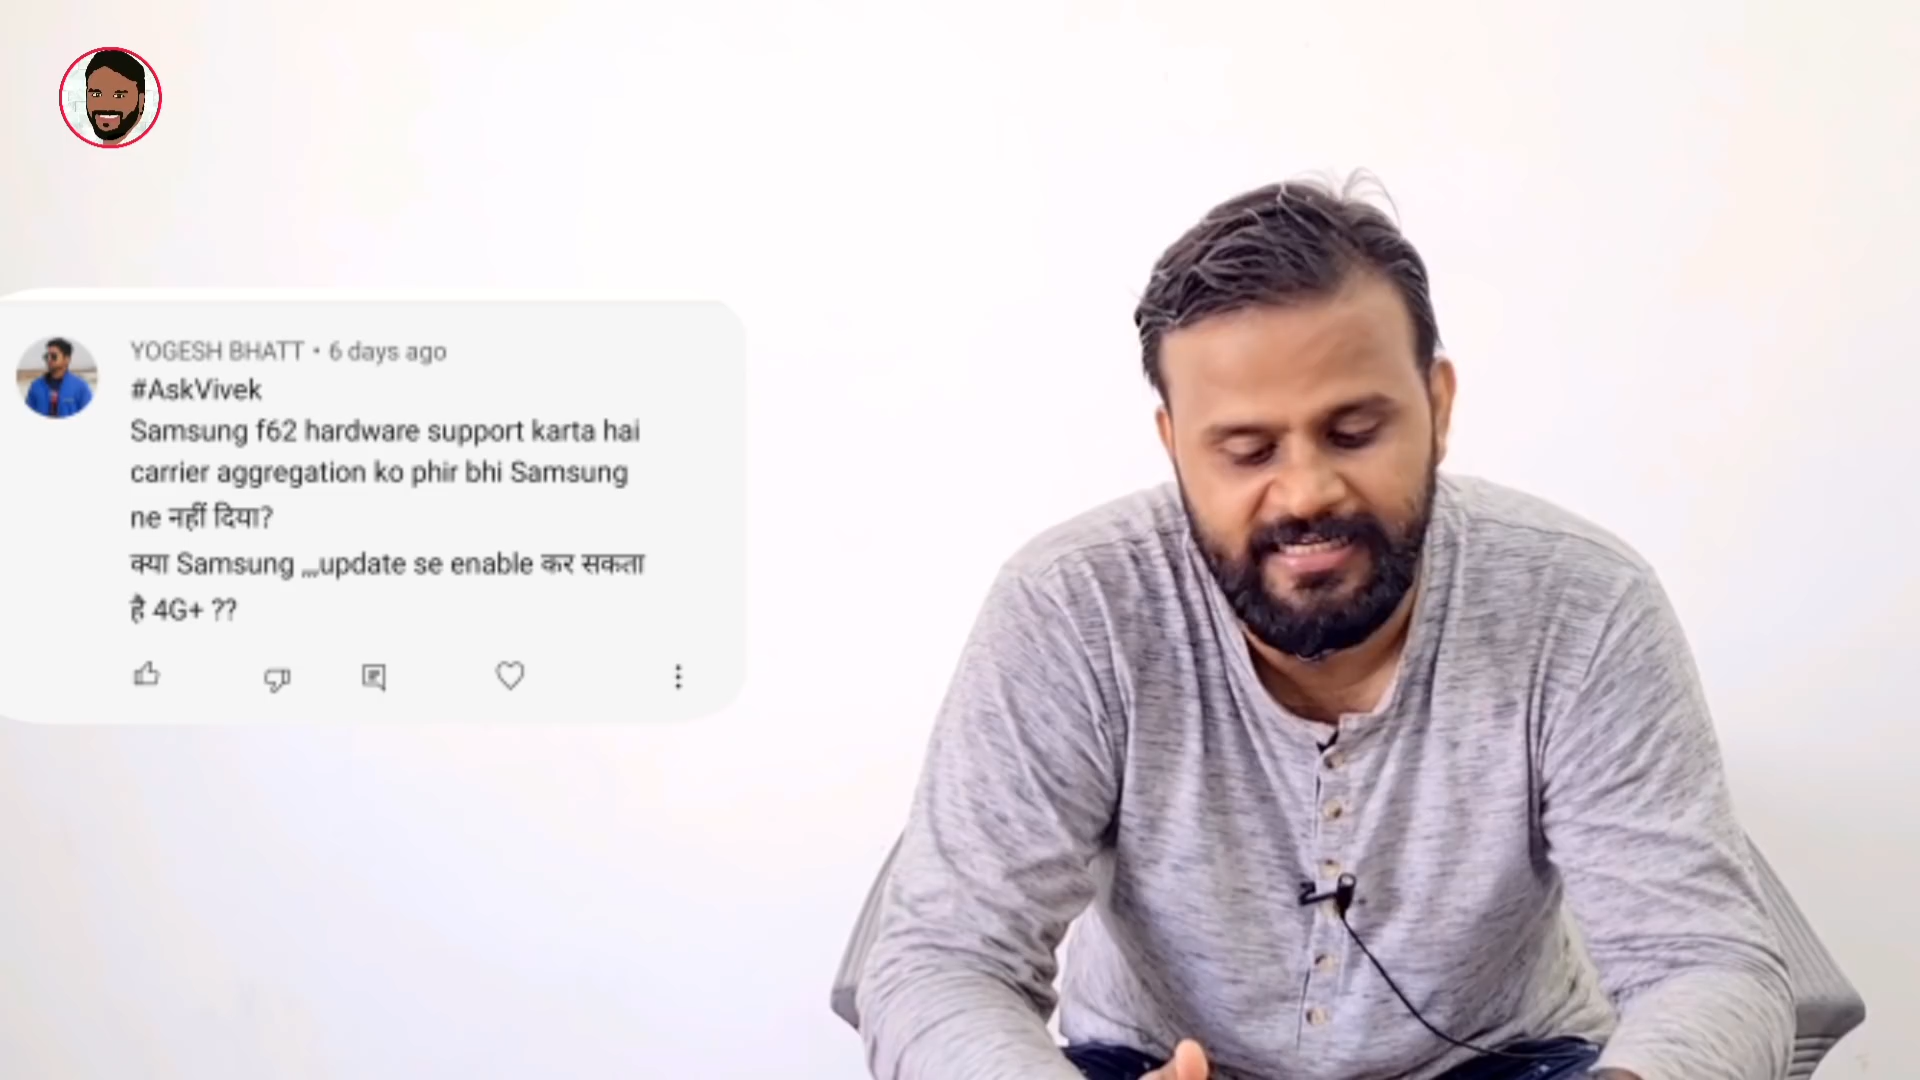 YOGESH BHATT • 6 days ago
#AskVivek
Samsung f62 hardware support karta hai
carrier aggregation ko phir bhi Samsung
ne नहीं दिया?
क्या Samsung ,,,update se enable कर सकता
है 4G+ ??